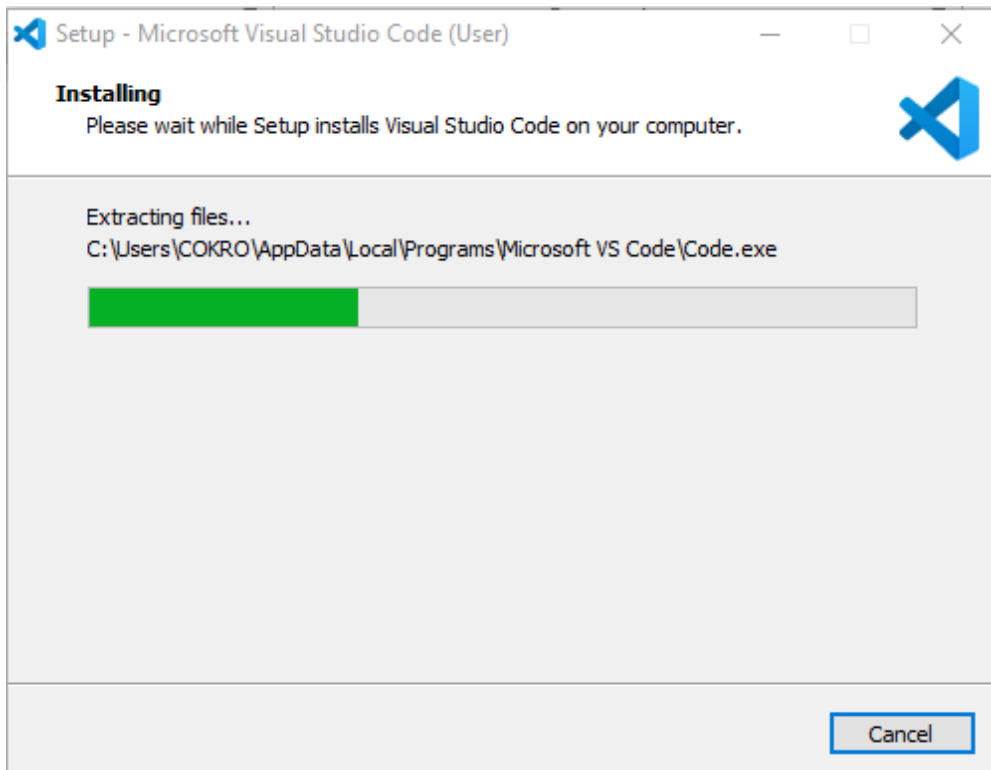 Setup - Microsoft Visual Studio Code (User)
Installing
Please wait while Setup installs Visual Studio Code on your computer.
Extracting files...
C:\Users\COKRO\AppData\Local\Programs\Microsoft VS Code\Code.exe
Cancel